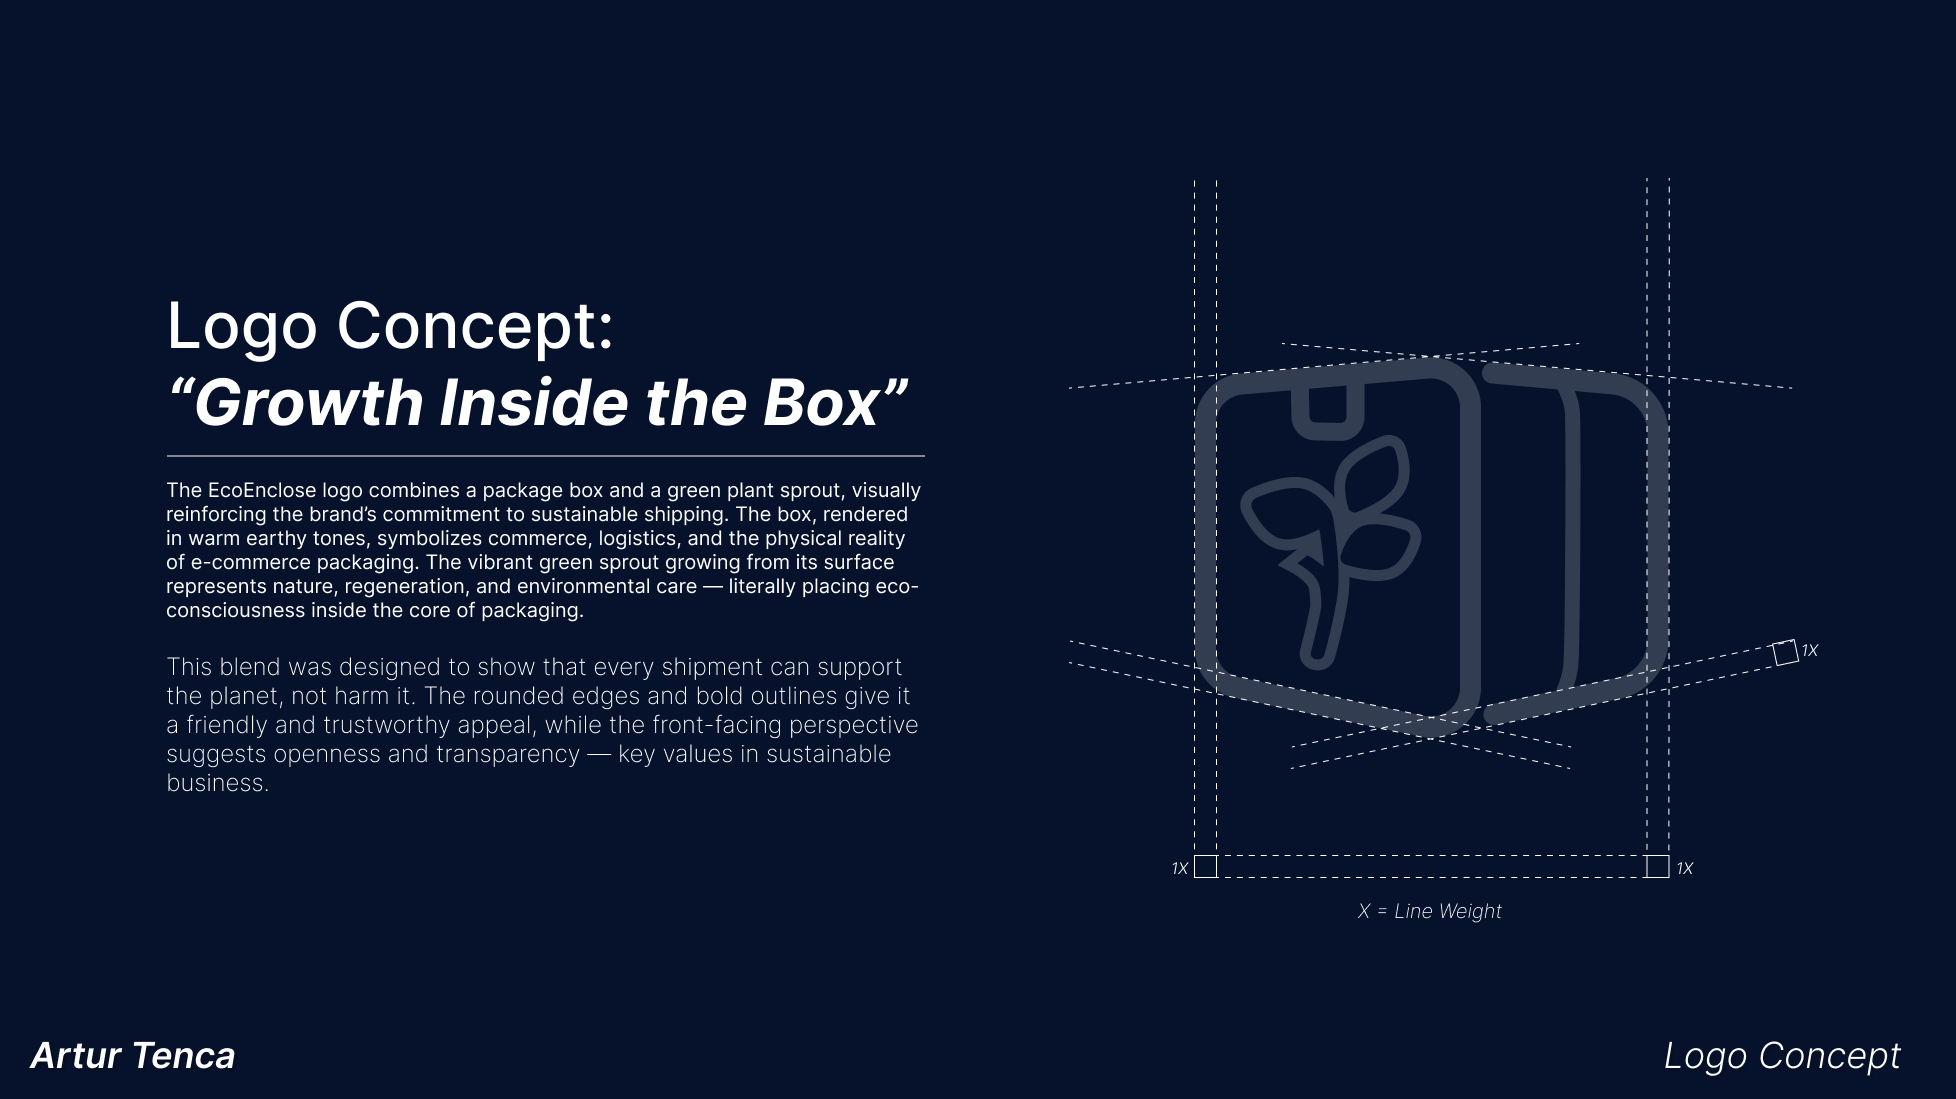 Logo Concept:
“Growth Inside the Box”
The EcoEnclose logo combines a package box and a green plant sprout, visually
reinforcing the brand’s commitment to sustainable shipping. The box, rendered
in warm earthy tones, symbolizes commerce, logistics, and the physical reality
of e-commerce packaging. The vibrant green sprout growing from its surface
represents nature, regeneration, and environmental care — literally placing eco-
consciousness inside the core of packaging.
This blend was designed to show that every shipment can support
the planet, not harm it. The rounded edges and bold outlines give it
a friendly and trustworthy appeal, while the front-facing perspective
suggests openness and transparency — key values in sustainable
business.
1X
1X
1X
X = Line Weight
Artur Tenca
Logo Concept